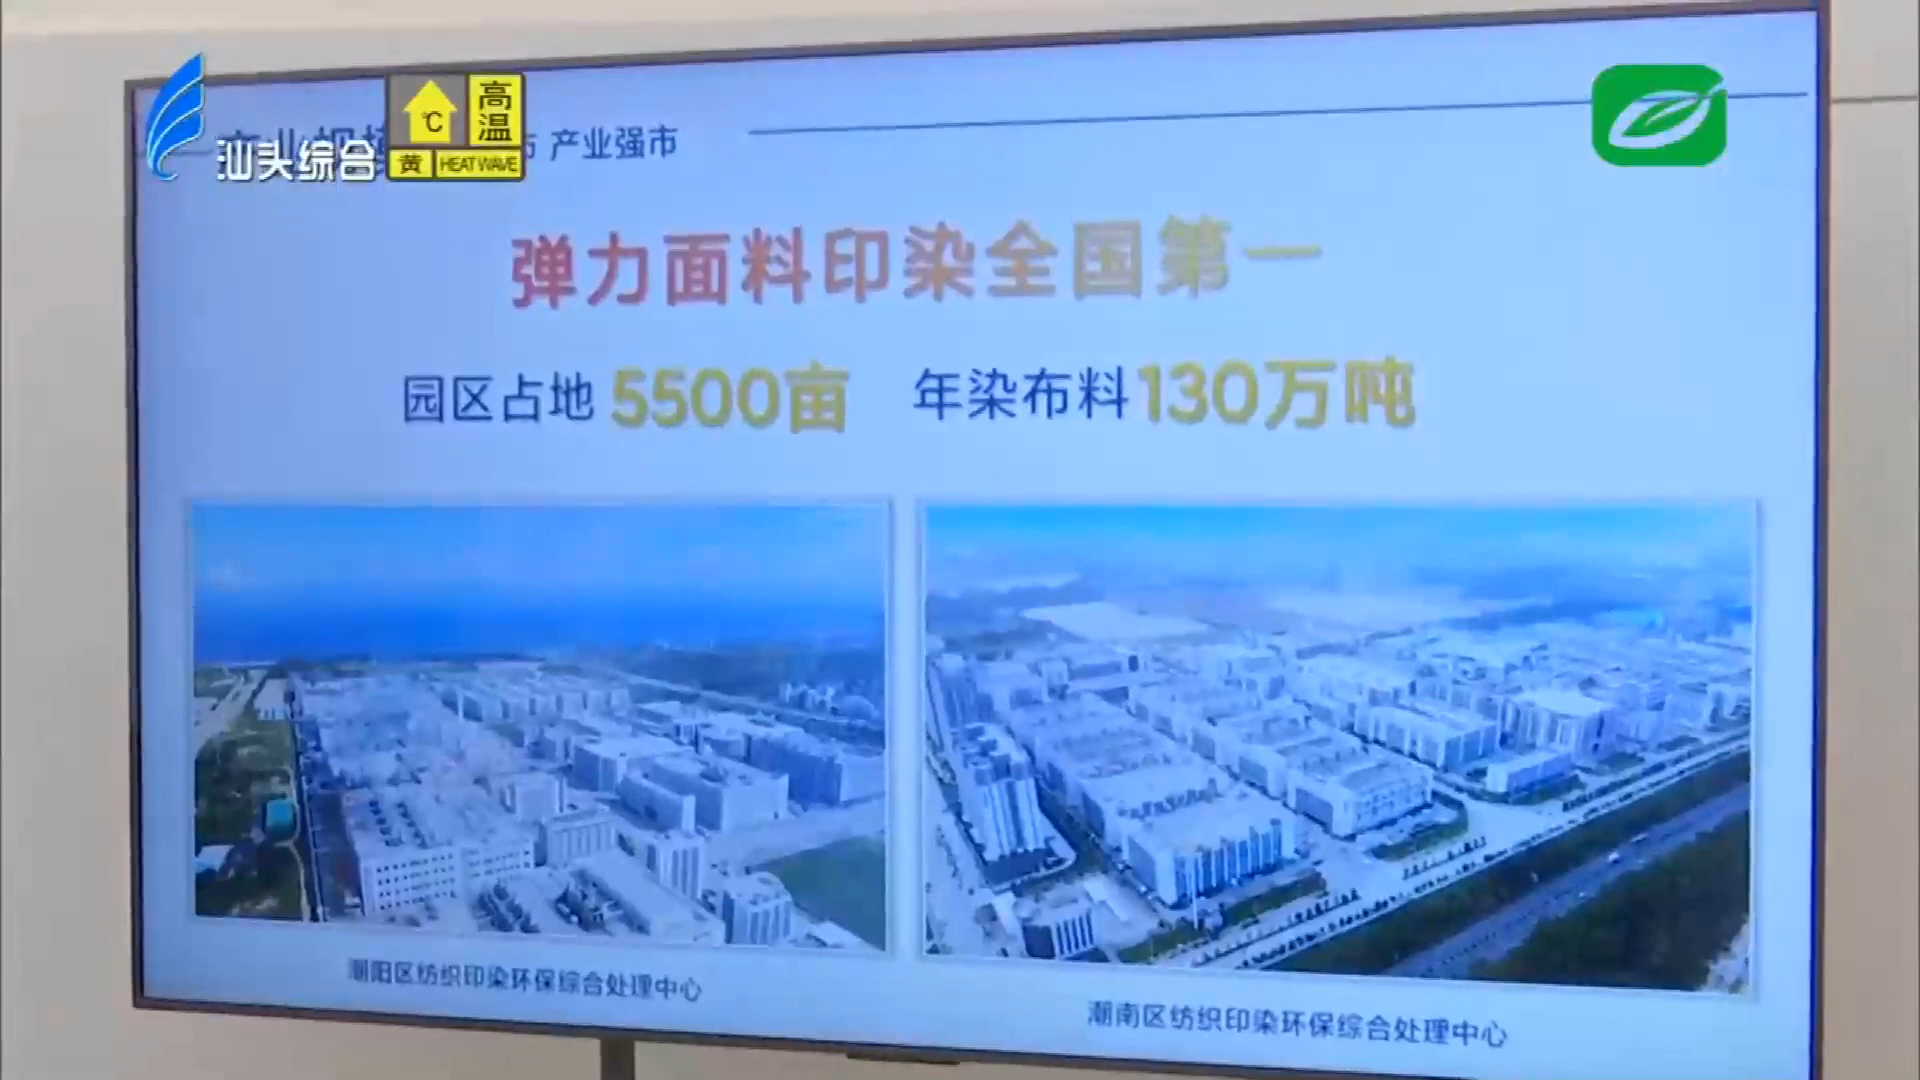 汕头综合
℃
高温
黄 HEAT WAVE
产业强市
弹力面料印染全国第一
园区占地 5500亩 年染布料 130万吨
潮阳区纺织印染环保综合处理中心
潮南区纺织印染环保综合处理中心